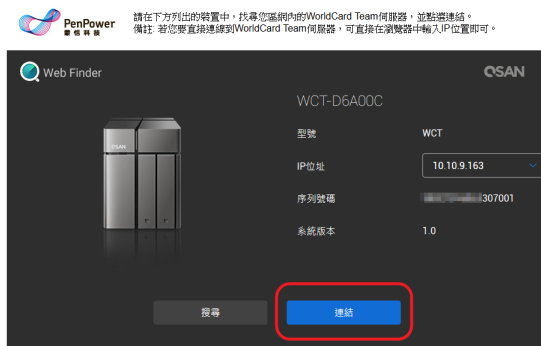 PenPower
蒙恬科技
請在下方列出的裝置中，找尋您區網內的WorldCard Team伺服器，並點選連結。
備註: 若您要直接連線到WorldCard Team伺服器，可直接在瀏覽器中輸入IP位置即可。
Web Finder
QSAN
WCT-D6A00C
型號 WCT
IP位址 10.10.9.163
序列號碼 307001
系統版本 1.0
QSAN
搜尋 連結